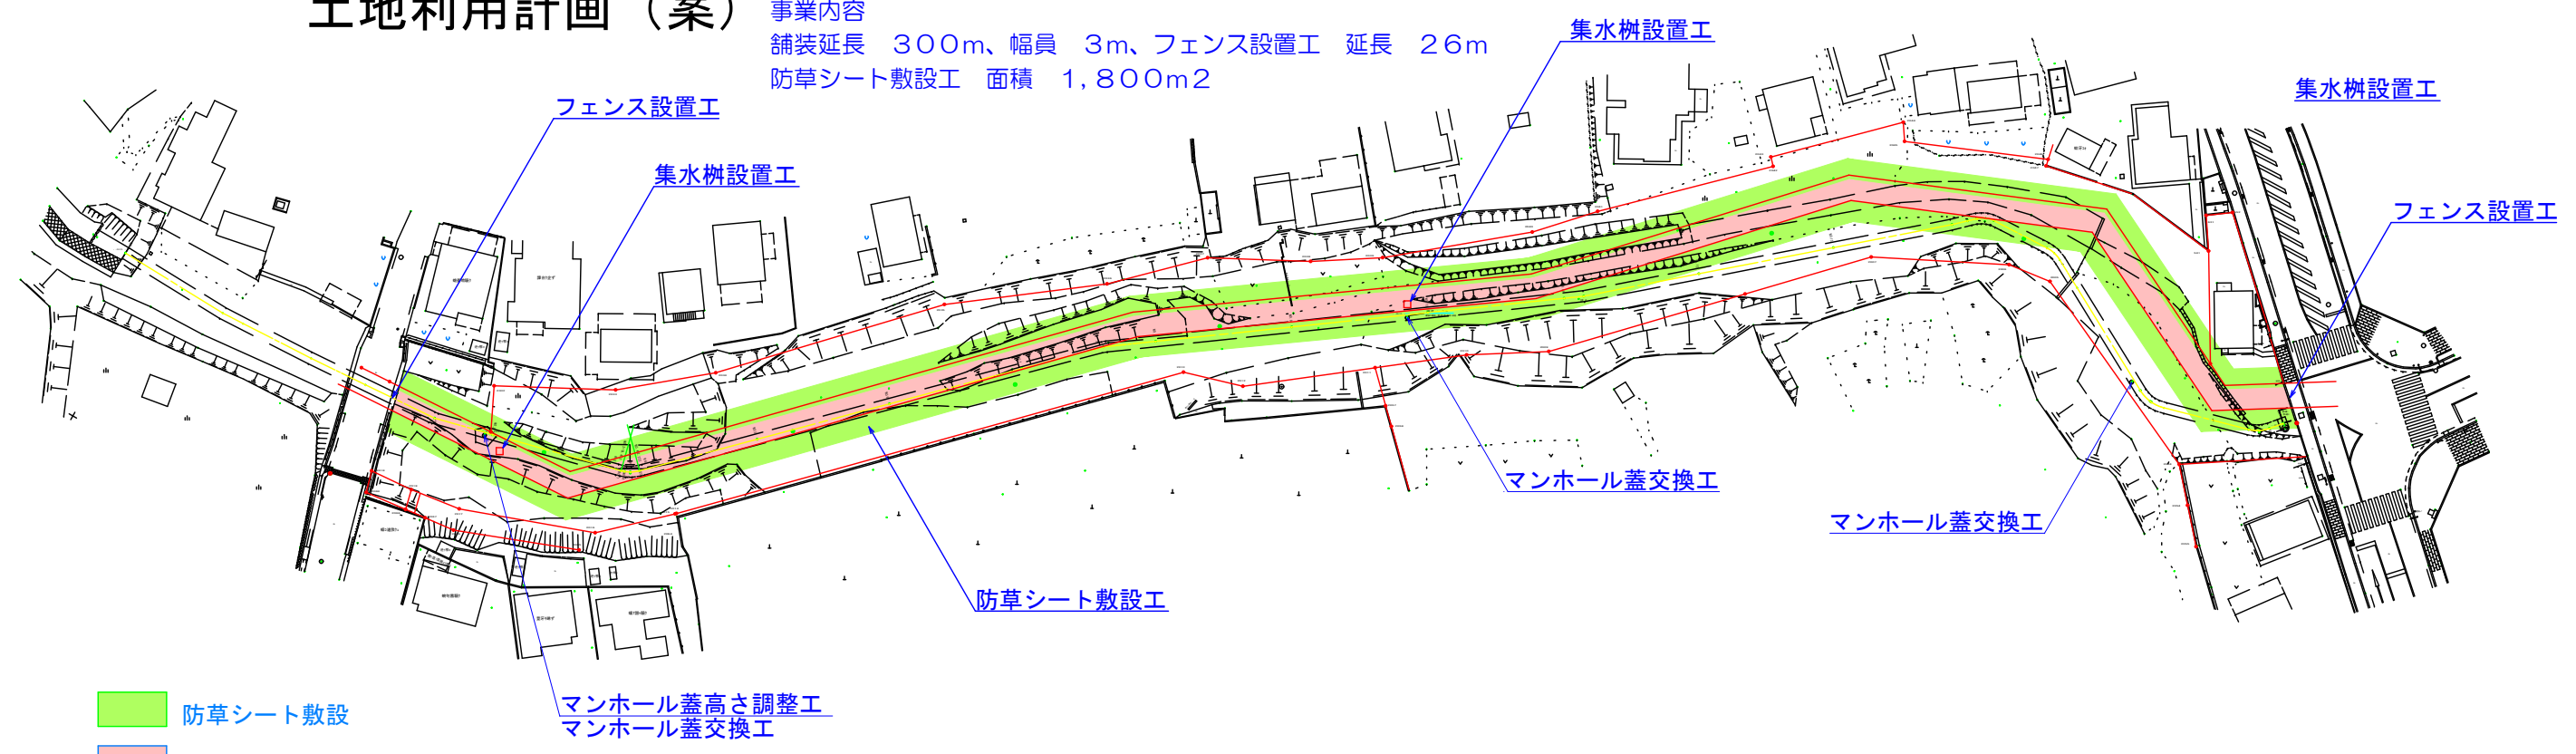 土地利用計画（案）
事業内容
舗装延長　３００ｍ、幅員　３ｍ、フェンス設置工　延長　２６ｍ
防草シート敷設工　面積　１,８００ｍ２
集水桝設置工
集水桝設置工
フェンス設置工
集水桝設置工
フェンス設置工
マンホール蓋交換工
マンホール蓋交換工
防草シート敷設工
マンホール蓋高さ調整工
マンホール蓋交換工
防草シート敷設